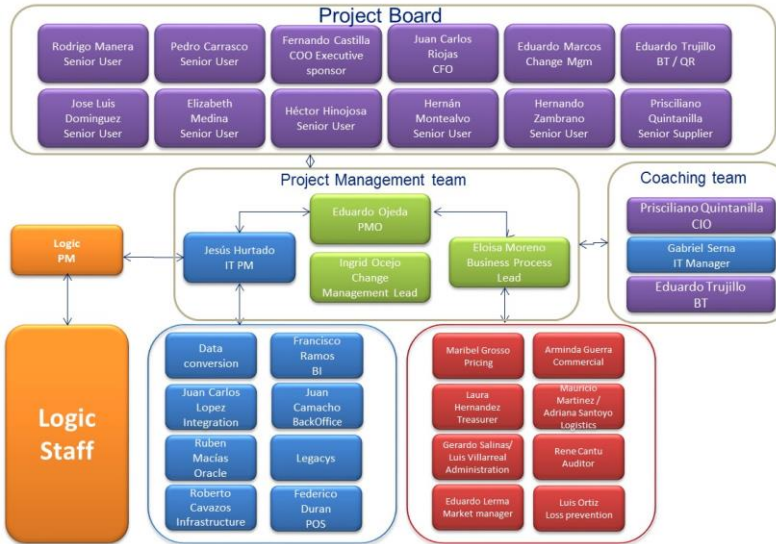 Project Board
Rodrigo Manera
Senior User
Pedro Carrasco
Senior User
Fernando Castilla
COO Executive
sponsor
Juan Carlos
Riojas
CFO
Eduardo Marcos
Change Mgm
Eduardo Trujillo
BT / QR
Jose Luis
Dominguez
Senior User
Elizabeth
Medina
Senior User
Héctor Hinojosa
Senior User
Hernán
Montealvo
Senior User
Hernando
Zambrano
Senior User
Prisciliano
Quintanilla
Senior Supplier
Project Management team
Eduardo Ojeda
PMO
Jesús Hurtado
IT PM
Ingrid Ocejo
Change
Management Lead
Eloisa Moreno
Business Process
Lead
Coaching team
Prisciliano Quintanilla
CIO
Gabriel Serna
IT Manager
Eduardo Trujillo
BT
Logic
PM
Logic
Staff
Data
conversion
Francisco
Ramos
BI
Juan Carlos
Lopez
Integration
Juan
Camacho
BackOffice
Ruben
Macías
Oracle
Legacys
Roberto
Cavazos
Infrastructure
Federico
Duran
POS
Maribel Grosso
Pricing
Arminda Guerra
Commercial
Laura
Hernandez
Treasurer
Mauricio
Martinez /
Adriana Santoyo
Logistics
Gerardo Salinas/
Luis Villarreal
Administration
Rene Cantu
Auditor
Eduardo Lerma
Market manager
Luis Ortiz
Loss prevention